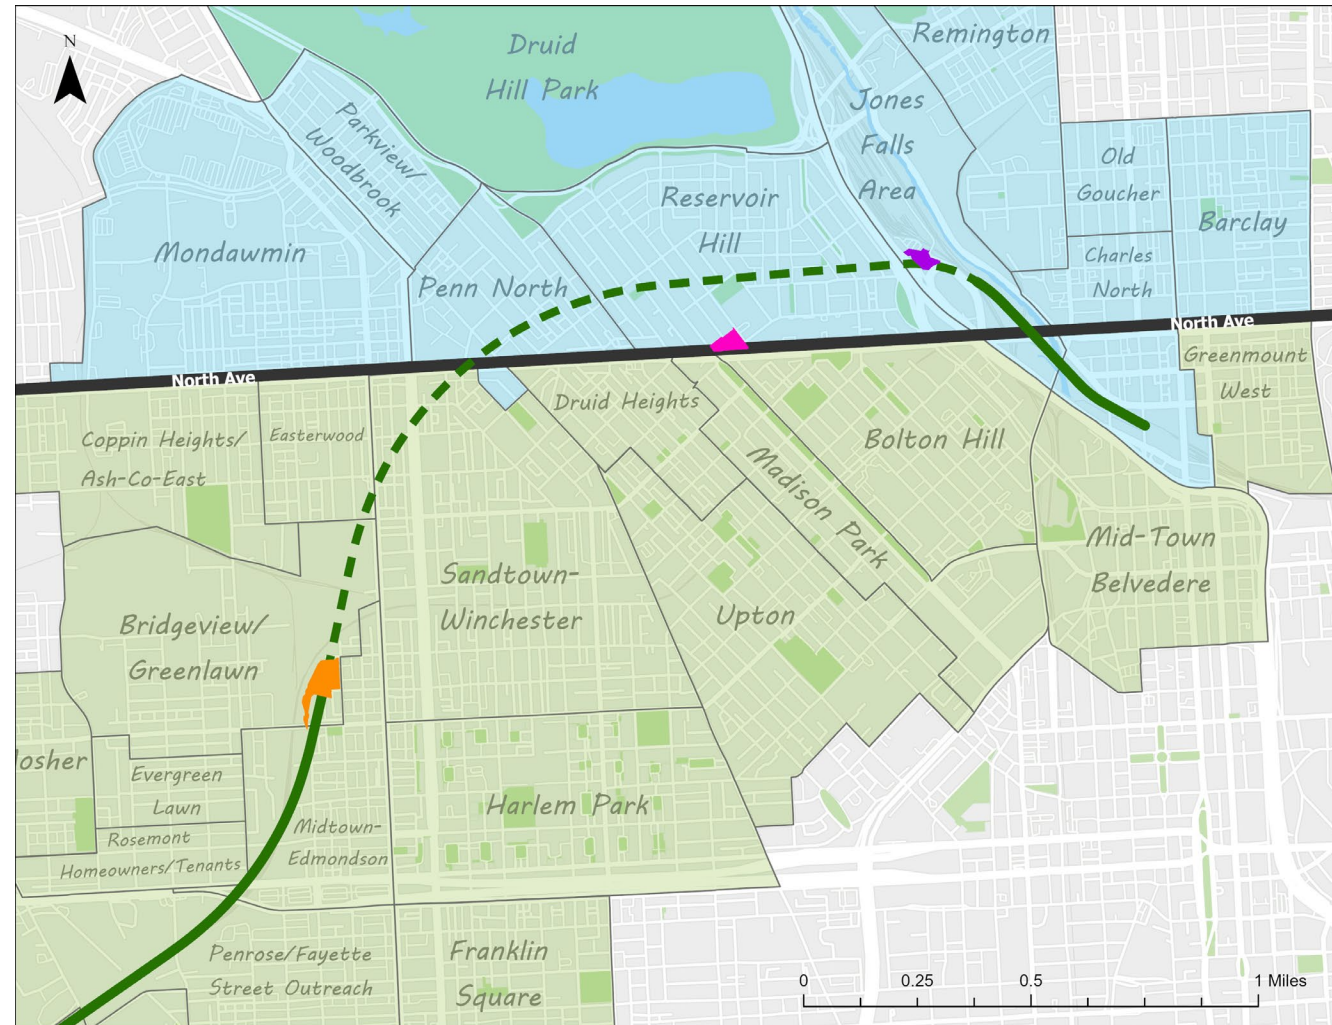 N
Druid
Hill Park
Remington
Jones
Falls
Area
Parkview/
Woodbrook
Old
Goucher
Reservoir
Hill
Barclay
Mondawmin
Charles
North
Penn North
North Ave
North Ave
Greenmount
West
Druid Heights
Coppin Heights/
Ash-Co-East
Easterwood
Bolton Hill
Madison Park
Mid-Town
Belvedere
Sandtown-
Winchester
Upton
Bridgeview/
Greenlawn
losher
Evergreen
Lawn
Harlem Park
Rosemont
Homeowners/Tenants
Midtown-
Edmondson
Penrose/Fayette
Street Outreach
Franklin
Square
0 0.25 0.5 1 Miles